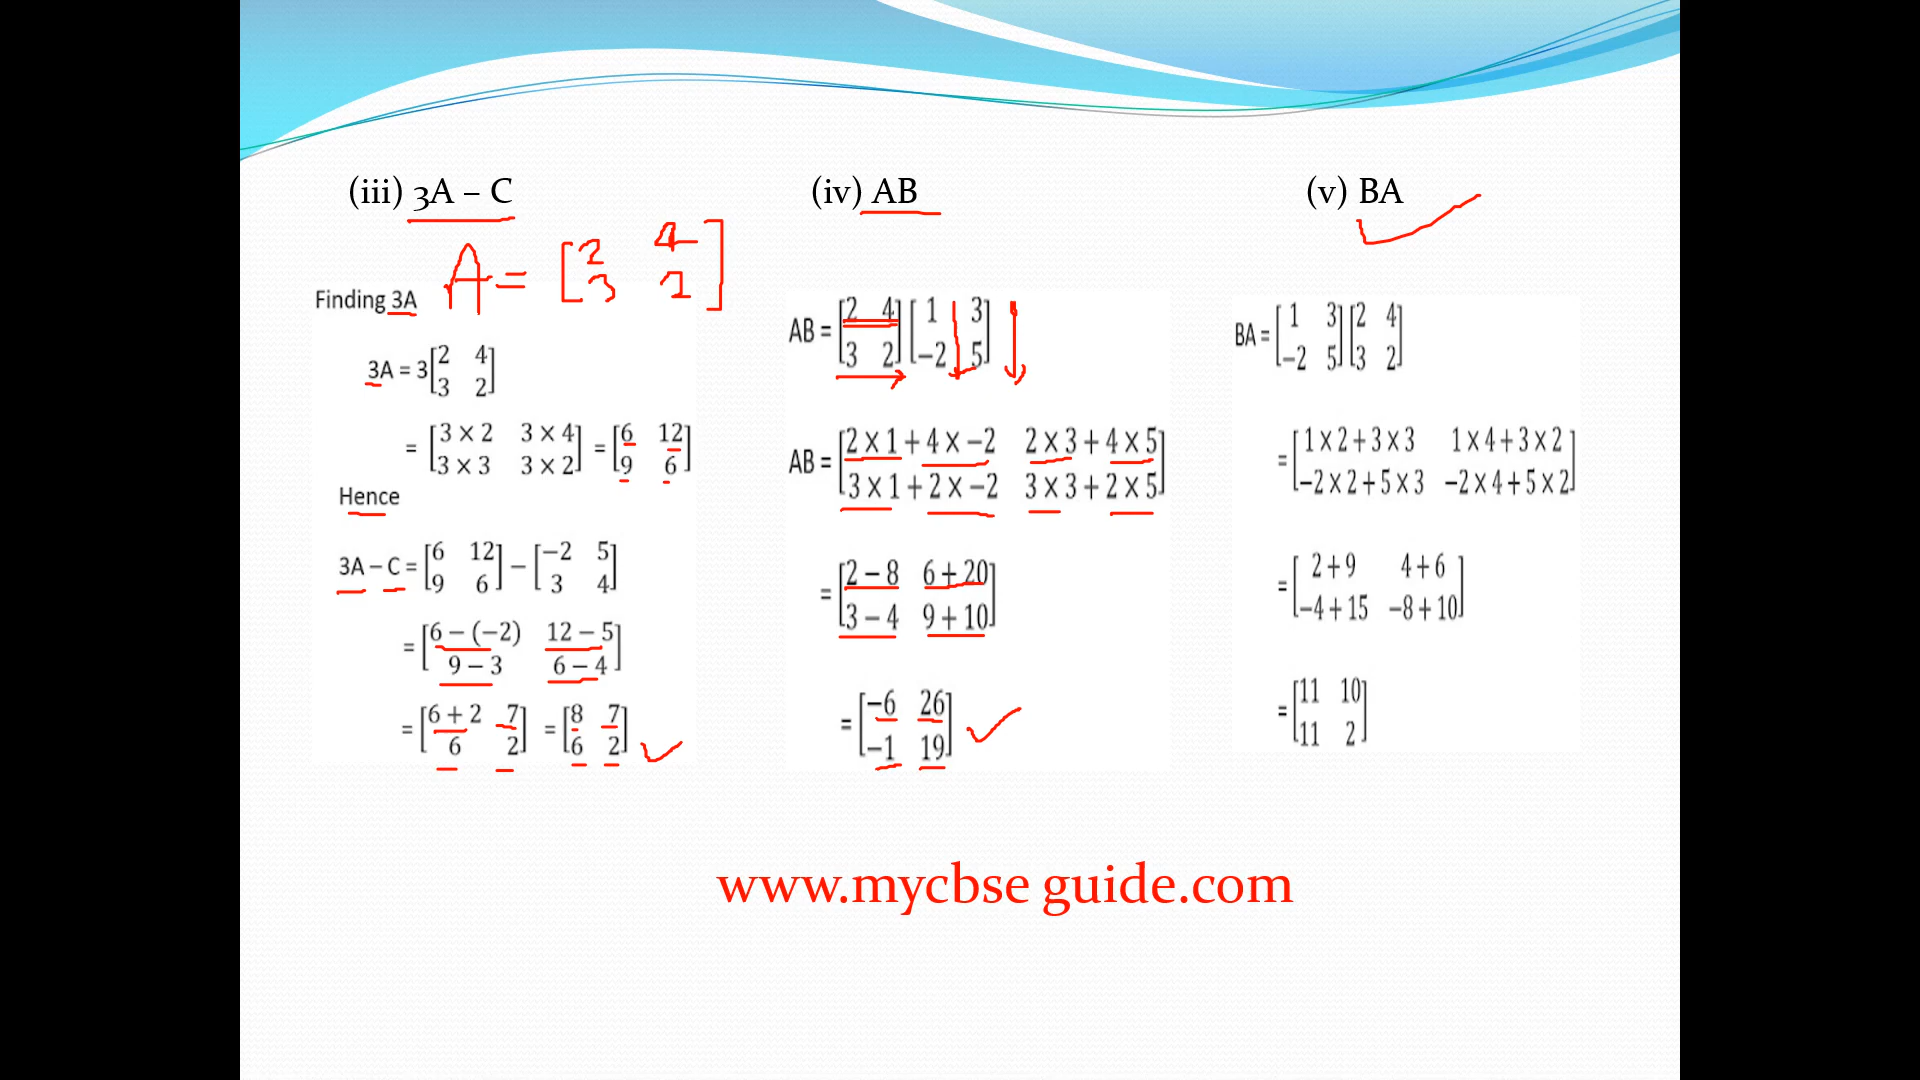 (iii) 3A – C
A = [2 4
3 2]
Finding 3A
3A = 3[2 4
3 2]
= [3 × 2 3 × 4
3 × 3 3 × 2] = [6 12
9 6]
Hence
3A – C = [6 12
9 6] – [−2 5
3 4]
= [6 − (−2) 12 − 5
9 − 3 6 − 4]
= [6 + 2 7
6 2] = [8 7
6 2]
(iv) AB
AB = [2 4
3 2] [1 3
−2 5]
AB = [2 × 1 + 4 × −2 2 × 3 + 4 × 5
3 × 1 + 2 × −2 3 × 3 + 2 × 5]
= [2 − 8 6 + 20
3 − 4 9 + 10]
= [−6 26
−1 19]
(v) BA
BA = [1 3
−2 5] [2 4
3 2]
= [1 × 2 + 3 × 3 1 × 4 + 3 × 2
−2 × 2 + 5 × 3 −2 × 4 + 5 × 2]
= [2 + 9 4 + 6
−4 + 15 −8 + 10]
= [11 10
11 2]
www.mycbse guide.com